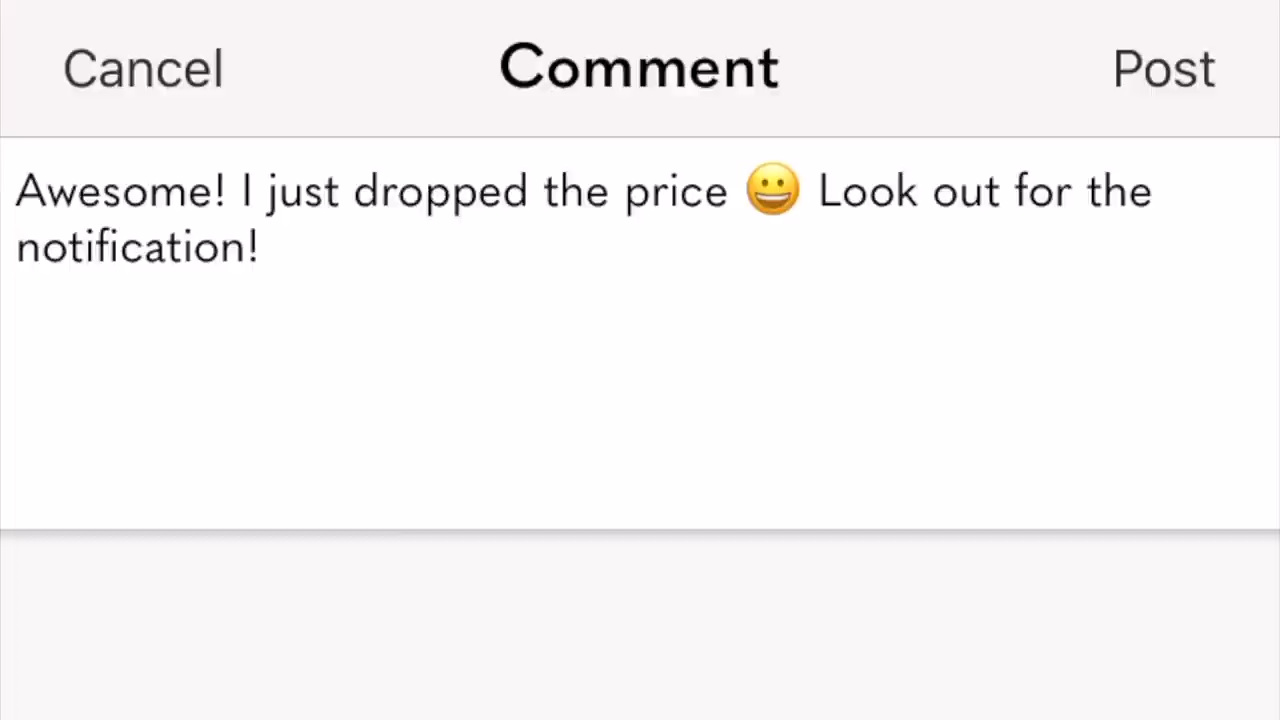 Cancel Comment Post
Awesome! I just dropped the price 😀 Look out for the
notification!